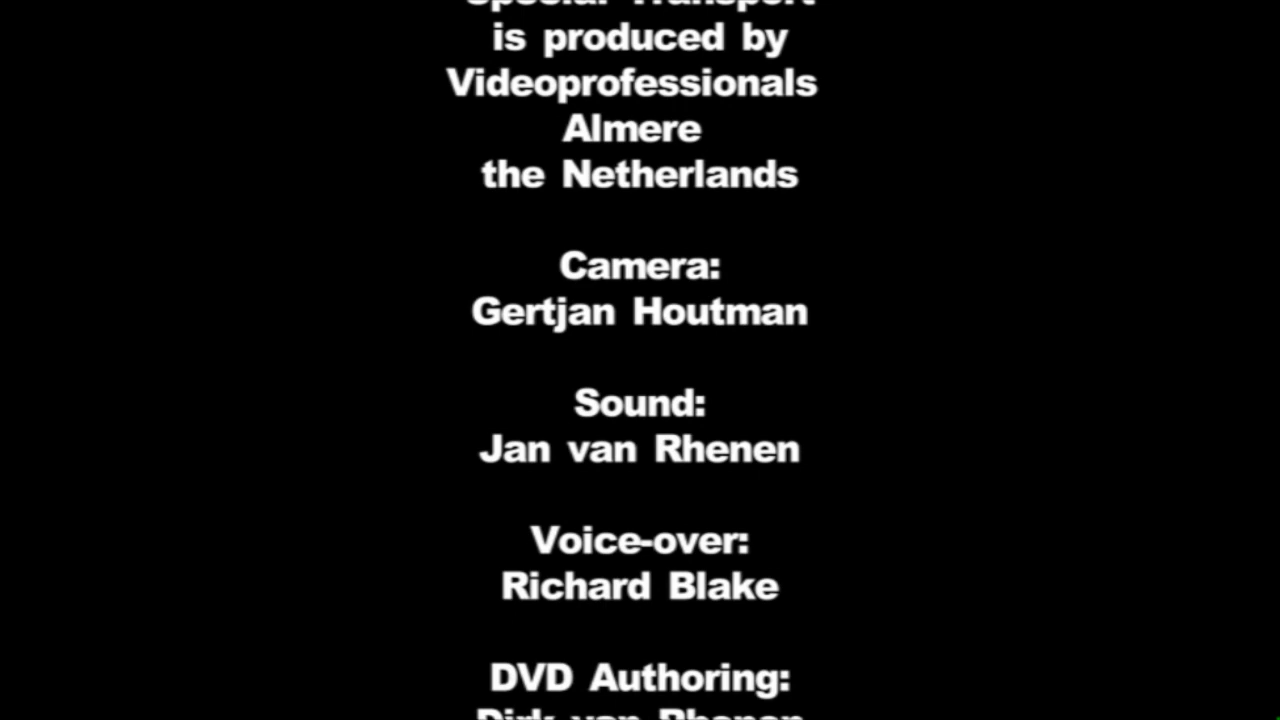 Special Transport
is produced by
Videoprofessionals
Almere
the Netherlands
Camera:
Gertjan Houtman
Sound:
Jan van Rhenen
Voice-over:
Richard Blake
DVD Authoring:
Dirk van Rhenen